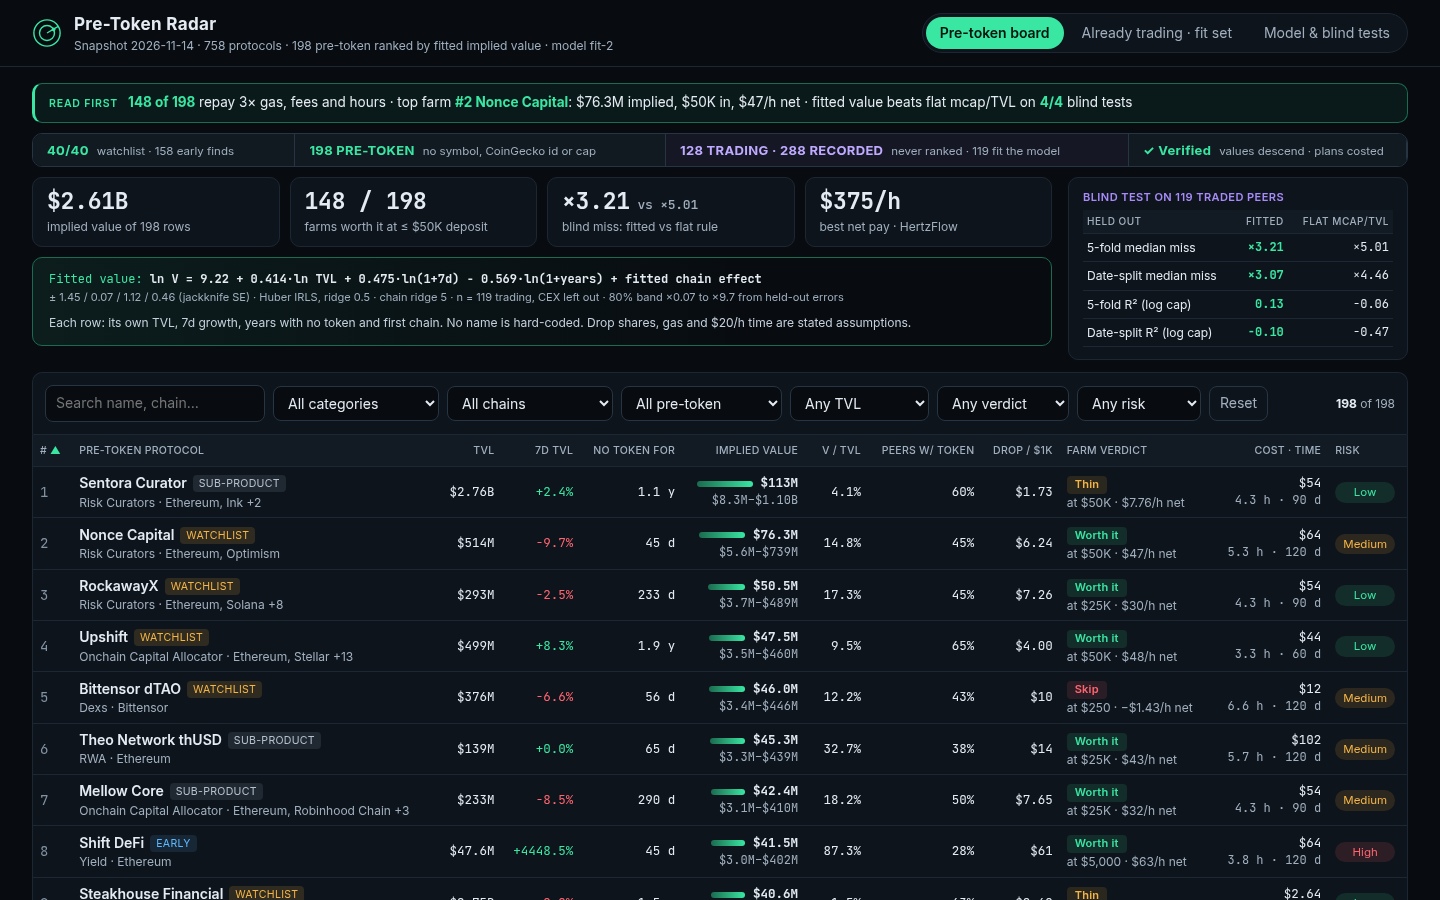 Pre-Token Radar
Snapshot 2026-11-14 · 758 protocols · 198 pre-token ranked by fitted implied value · model fit-2
Pre-token board
Already trading · fit set
Model & blind tests
READ FIRST 148 of 198 repay 3× gas, fees and hours · top farm #2 Nonce Capital: $76.3M implied, $50K in, $47/h net · fitted value beats flat mcap/TVL on 4/4 blind tests
40/40 watchlist · 158 early finds
198 PRE-TOKEN no symbol, CoinGecko id or cap
128 TRADING · 288 RECORDED never ranked · 119 fit the model
✓ Verified values descend · plans costed
$2.61B
implied value of 198 rows
148 / 198
farms worth it at ≤ $50K deposit
×3.21 vs ×5.01
blind miss: fitted vs flat rule
$375/h
best net pay · HertzFlow
Fitted value: ln V = 9.22 + 0.414·ln TVL + 0.475·ln(1+7d) − 0.569·ln(1+years) + fitted chain effect
± 1.45 / 0.07 / 1.12 / 0.46 (jackknife SE) · Huber IRLS, ridge 0.5 · chain ridge 5 · n = 119 trading, CEX left out · 80% band ×0.07 to ×9.7 from held-out errors
Each row: its own TVL, 7d growth, years with no token and first chain. No name is hard-coded. Drop shares, gas and $20/h time are stated assumptions.
BLIND TEST ON 119 TRADED PEERS
HELD OUT FITTED FLAT MCAP/TVL
5-fold median miss ×3.21 ×5.01
Date-split median miss ×3.07 ×4.46
5-fold R² (log cap) 0.13 -0.06
Date-split R² (log cap) -0.10 -0.47
Search name, chain...
All categories
All chains
All pre-token
Any TVL
Any verdict
Any risk
Reset
198 of 198
# ▲ PRE-TOKEN PROTOCOL TVL 7D TVL NO TOKEN FOR IMPLIED VALUE V / TVL PEERS W/ TOKEN DROP / $1K FARM VERDICT COST · TIME RISK
1 Sentora Curator SUB-PRODUCT $2.76B +2.4% 1.1 y $113M 4.1% 60% $1.73 Thin $54 Low
Risk Curators · Ethereum, Ink +2 $8.3M–$1.10B at $50K · $7.76/h net 4.3 h · 90 d
2 Nonce Capital WATCHLIST $514M -9.7% 45 d $76.3M 14.8% 45% $6.24 Worth it $64 Medium
Risk Curators · Ethereum, Optimism $5.6M–$739M at $50K · $47/h net 5.3 h · 120 d
3 RockawayX WATCHLIST $293M -2.5% 233 d $50.5M 17.3% 45% $7.26 Worth it $54 Low
Risk Curators · Ethereum, Solana +8 $3.7M–$489M at $25K · $30/h net 4.3 h · 90 d
4 Upshift WATCHLIST $499M +8.3% 1.9 y $47.5M 9.5% 65% $4.00 Worth it $44 Low
Onchain Capital Allocator · Ethereum, Stellar +13 $3.5M–$460M at $50K · $48/h net 3.3 h · 60 d
5 Bittensor dTAO WATCHLIST $376M -6.6% 56 d $46.0M 12.2% 43% $10 Skip $12 Medium
Dexs · Bittensor $3.4M–$446M at $250 · −$1.43/h net 6.6 h · 120 d
6 Theo Network thUSD SUB-PRODUCT $139M +0.0% 65 d $45.3M 32.7% 38% $14 Worth it $102 Medium
RWA · Ethereum $3.3M–$439M at $25K · $43/h net 5.7 h · 120 d
7 Mellow Core SUB-PRODUCT $233M -8.5% 290 d $42.4M 18.2% 50% $7.65 Worth it $54 Medium
Onchain Capital Allocator · Ethereum, Robinhood Chain +3 $3.1M–$410M at $25K · $32/h net 4.3 h · 90 d
8 Shift DeFi EARLY $47.6M +4448.5% 45 d $41.5M 87.3% 28% $61 Worth it $64 High
Yield · Ethereum $3.0M–$402M at $5,000 · $63/h net 3.8 h · 120 d
Steakhouse Financial WATCHLIST $40.6M Thin $2.64